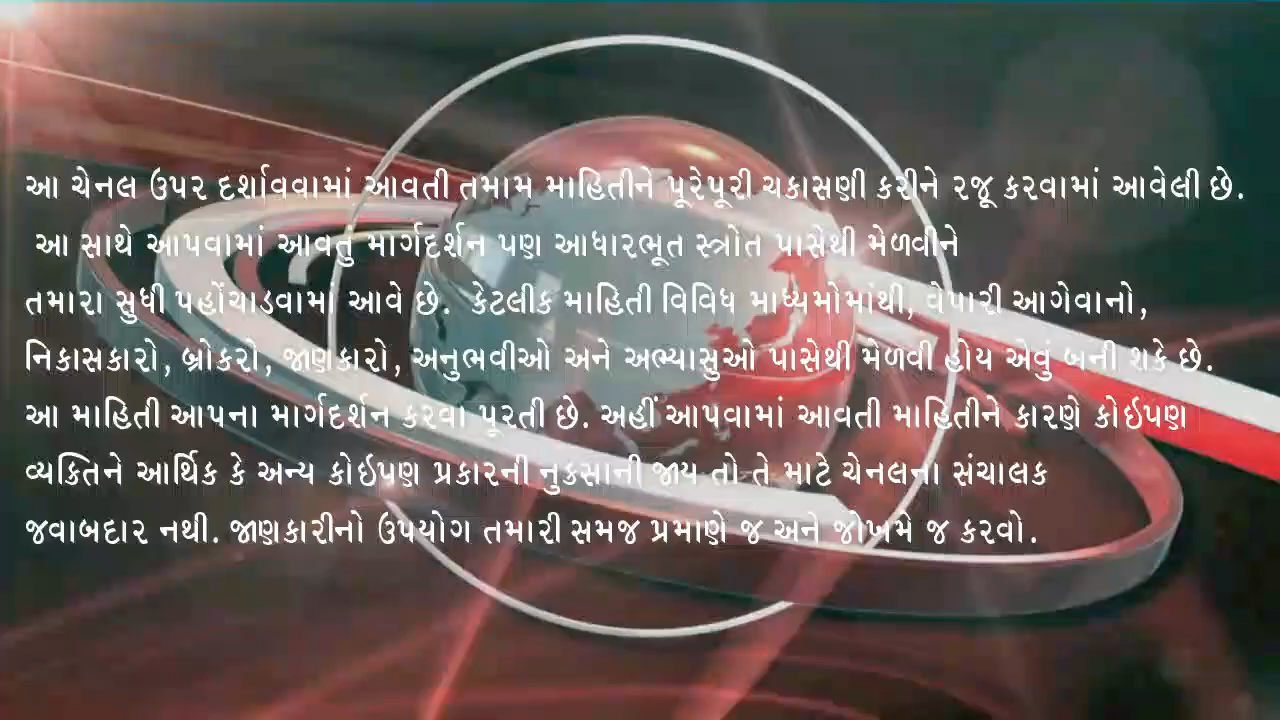 આ ચેનલ ઉપર દર્શાવવામાં આવતી તમામ માહિતીને પૂરેપૂરી ચકાસણી કરીને રજૂ કરવામાં આવેલી છે.
આ સાથે આપવામાં આવતું માર્ગદર્શન પણ આધારભૂત સ્ત્રોત પાસેથી મેળવીને
તમારા સુધી પહોંચાડવામાં આવે છે. કેટલીક માહિતી વિવિધ માધ્યમોમાંથી, વેપારી આગેવાનો,
નિકાસકારો, બ્રોકરો, જાણકારો, અનુભવીઓ અને અભ્યાસુઓ પાસેથી મેળવી હોય એવું બની શકે છે.
આ માહિતી આપના માર્ગદર્શન કરવા પૂરતી છે. અહીં આપવામાં આવતી માહિતીને કારણે કોઇપણ
વ્યકિતને આર્થિક કે અન્ય કોઇપણ પ્રકારની નુકસાની જાય તો તે માટે ચેનલના સંચાલક
જવાબદાર નથી. જાણકારીનો ઉપયોગ તમારી સમજ પ્રમાણે જ અને જોખમે જ કરવો.